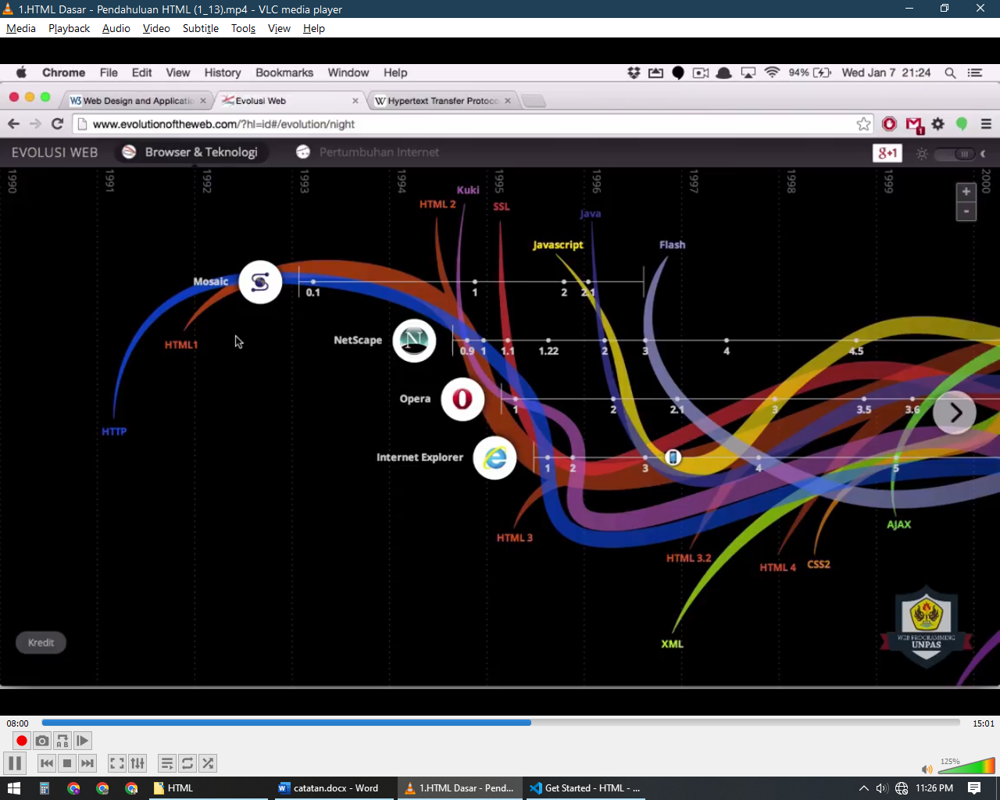 1.HTML Dasar - Pendahuluan HTML (1_13).mp4 - VLC media player
Media Playback Audio Video Subtitle Tools View Help
Chrome File Edit View History Bookmarks Window Help 94% Wed Jan 7 21:24
W3 Web Design and Applicatio Evolusi Web W Hypertext Transfer Protoco
www.evolutionoftheweb.com/?hl=id#/evolution/night
EVOLUSI WEB Browser & Teknologi Pertumbuhan Internet g+1
1990 1991 1992 1993 1994 1995 1996 1997 1998 1999 2000
Kuki
HTML 2 SSL
Java
+
-
Javascript Flash
Mosaic
0.1 1 2 2.1
HTML1
NetScape N
0.9 1 1.1 1.22 2 3 4 4.5
Opera
1 2 2.1 3 3.5 3.6
HTTP
Internet Explorer
1 2 3 4 5
AJAX
HTML 3
HTML 3.2 HTML 4 CSS2
XML
Kredit
WEB PROGRAMMING
UNPAS
08:00 15:01
A B
125%
HTML catatan.docx - Word 1.HTML Dasar - Pend... Get Started - HTML - ... 11:26 PM